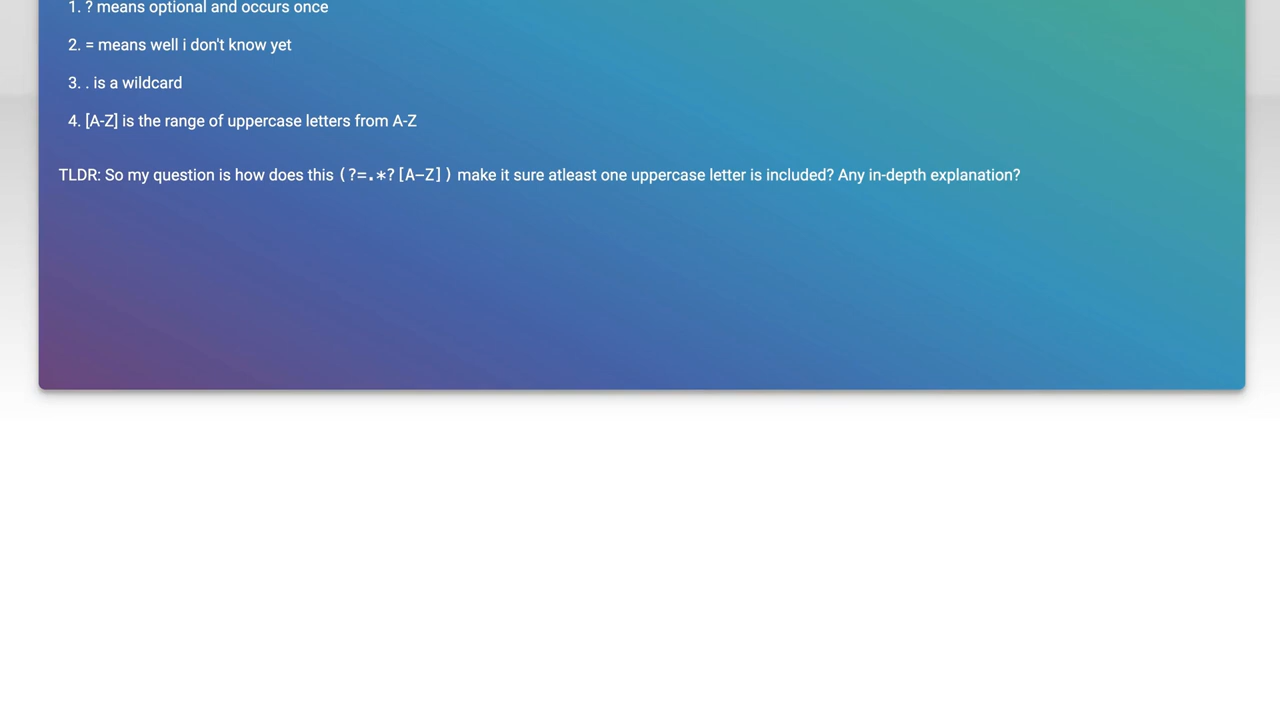 1. ? means optional and occurs once
2. = means well i don't know yet
3. . is a wildcard
4. [A-Z] is the range of uppercase letters from A-Z
TLDR: So my question is how does this (?=.*?[A-Z]) make it sure atleast one uppercase letter is included? Any in-depth explanation?